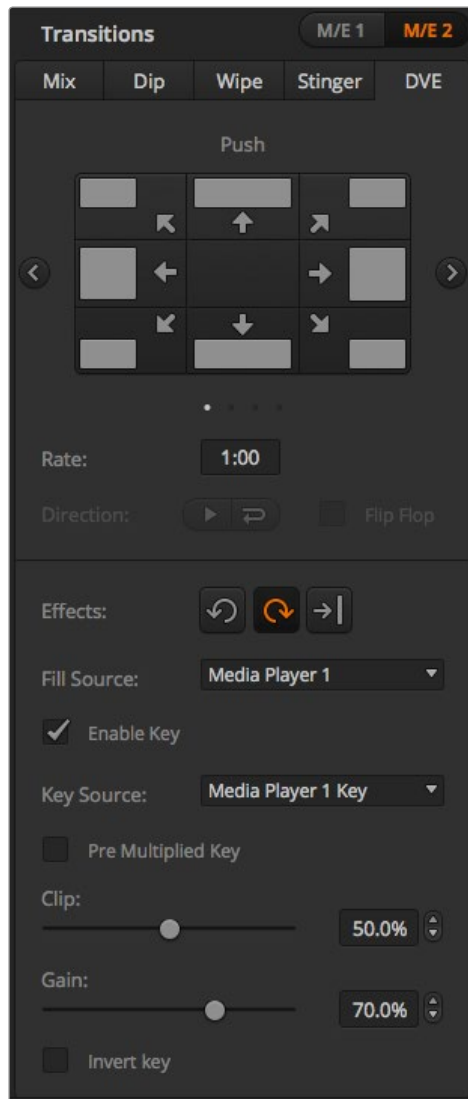 Transitions M/E 1 M/E 2
Mix Dip Wipe Stinger DVE
Push
Rate: 1:00
Direction: Flip Flop
Effects:
Fill Source: Media Player 1
Enable Key
Key Source: Media Player 1 Key
Pre Multiplied Key
Clip:
50.0%
Gain:
70.0%
Invert key